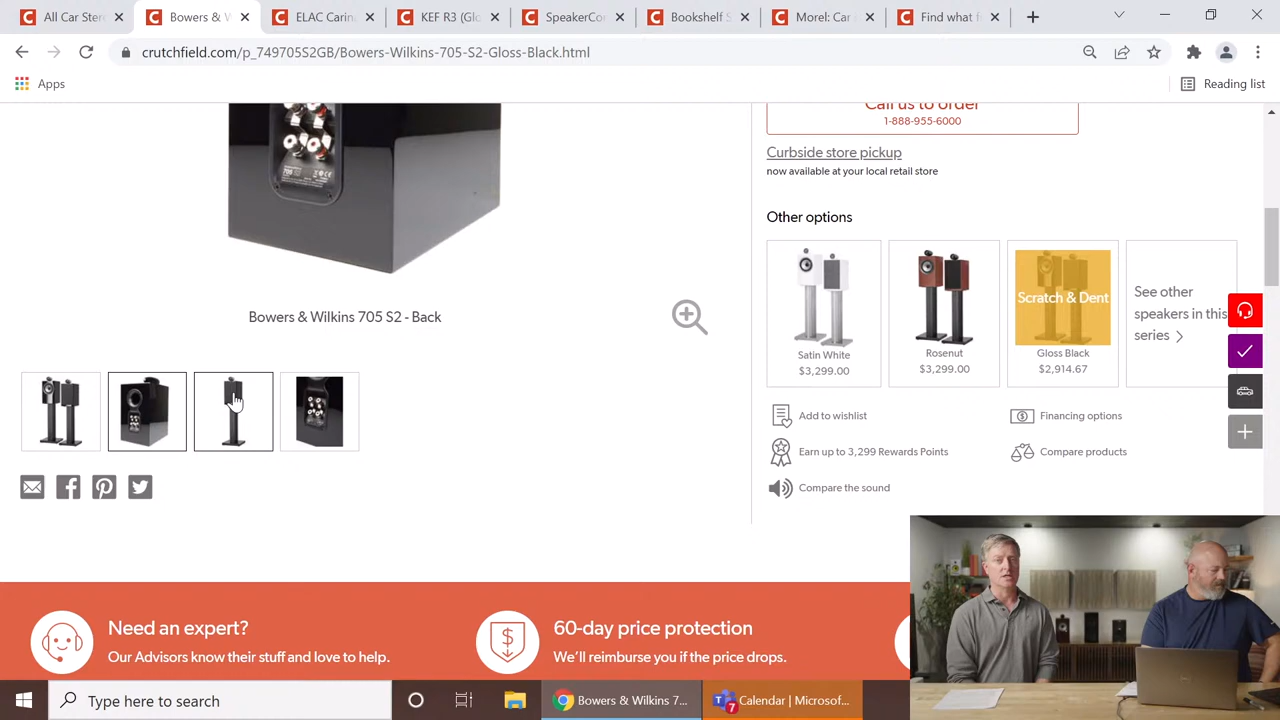 All Car Ster
Bowers & W
ELAC Carin
KEF R3 (Glo
SpeakerCor
Bookshelf S
Morel: Car
Find what f
crutchfield.com/p_749705S2GB/Bowers-Wilkins-705-S2-Gloss-Black.html
Apps
Reading list
Call us to order
1-888-955-6000
Curbside store pickup
now available at your local retail store
Other options
Scratch & Dent
Satin White
$3,299.00
Rosenut
$3,299.00
Gloss Black
$2,914.67
See other
speakers in this
series
Bowers & Wilkins 705 S2 - Back
Add to wishlist
Financing options
Earn up to 3,299 Rewards Points
Compare products
Compare the sound
Need an expert?
Our Advisors know their stuff and love to help.
60-day price protection
We'll reimburse you if the price drops.
Type here to search
Bowers & Wilkins 7...
7
Calendar | Microsof...